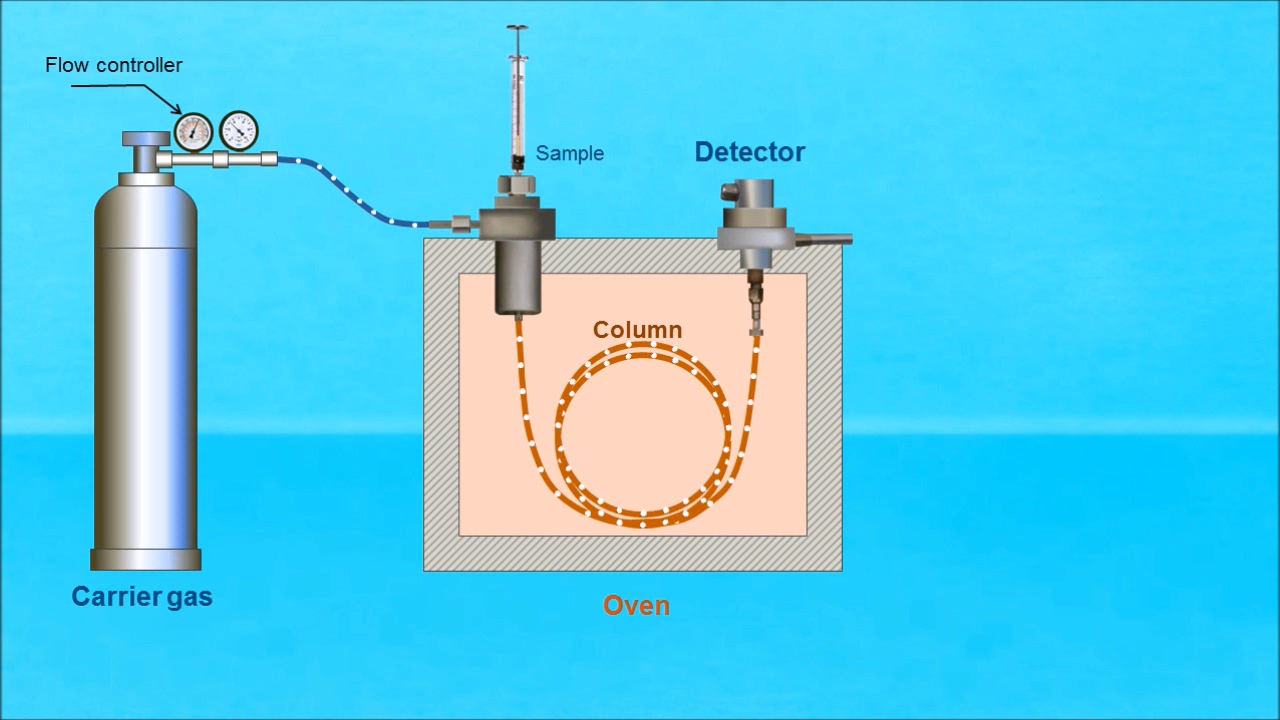 Flow controller
Sample
Detector
Column
Carrier gas
Oven